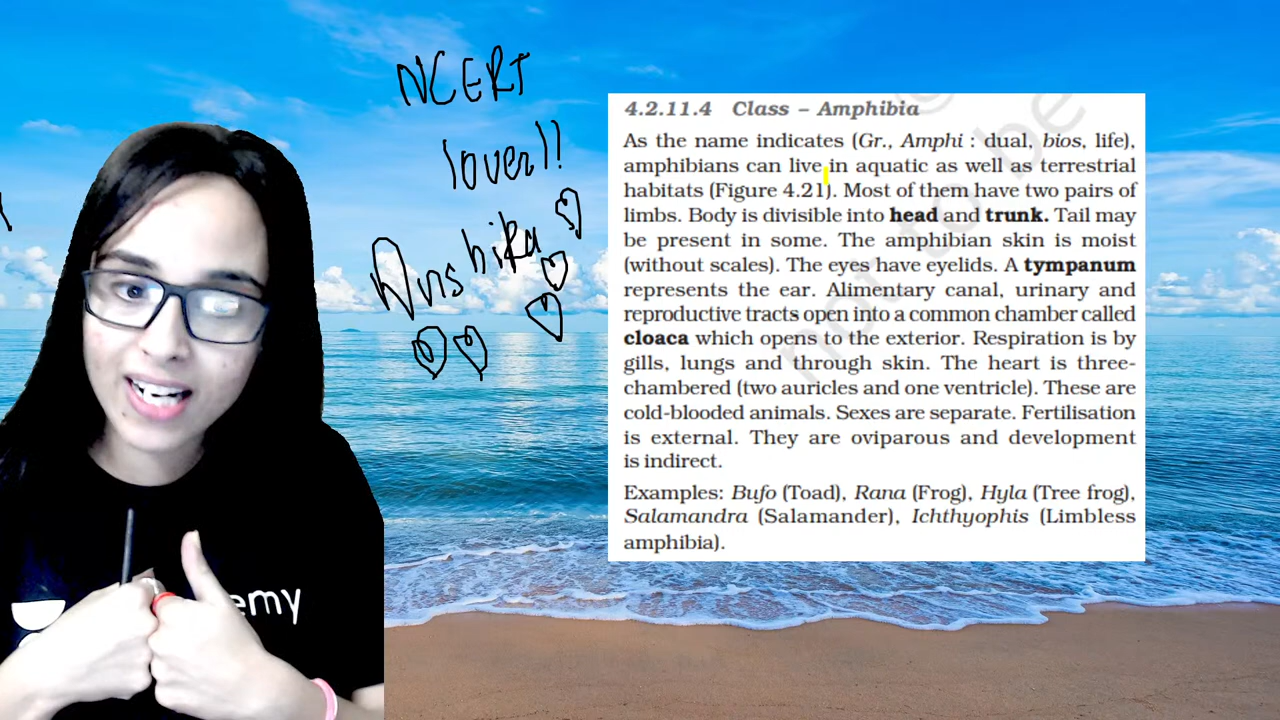 NCERT
lover!!
Anshika
emy
4.2.11.4 Class – Amphibia
As the name indicates (Gr., Amphi : dual, bios, life),
amphibians can live in aquatic as well as terrestrial
habitats (Figure 4.21). Most of them have two pairs of
limbs. Body is divisible into head and trunk. Tail may
be present in some. The amphibian skin is moist
(without scales). The eyes have eyelids. A tympanum
represents the ear. Alimentary canal, urinary and
reproductive tracts open into a common chamber called
cloaca which opens to the exterior. Respiration is by
gills, lungs and through skin. The heart is three-
chambered (two auricles and one ventricle). These are
cold-blooded animals. Sexes are separate. Fertilisation
is external. They are oviparous and development
is indirect.
Examples: Bufo (Toad), Rana (Frog), Hyla (Tree frog),
Salamandra (Salamander), Ichthyophis (Limbless
amphibia).
not to be